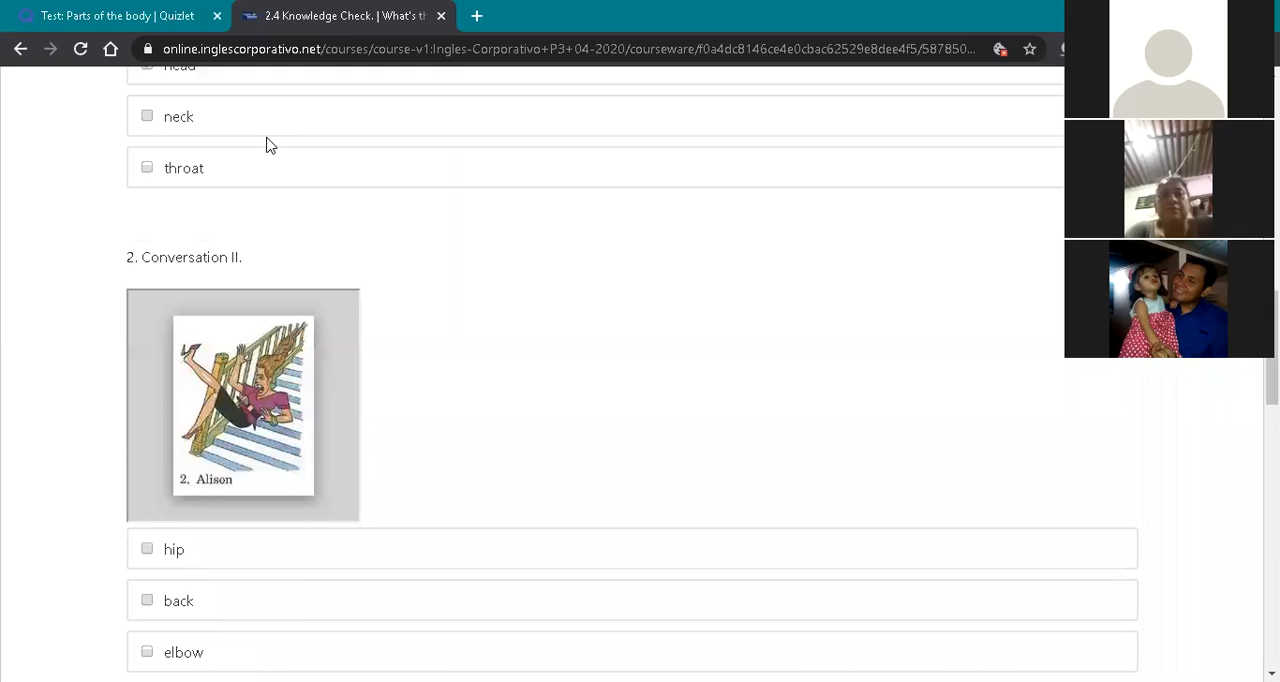 Test: Parts of the body | Quizlet
2.4 Knowledge Check. | What's th
online.inglescorporativo.net/courses/course-v1:Ingles-Corporativo+P3+04-2020/courseware/f0a4dc8146ce4e0cbac62529e8dee4f5/587850...
head
neck
throat
2. Conversation II.
2. Alison
hip
back
elbow